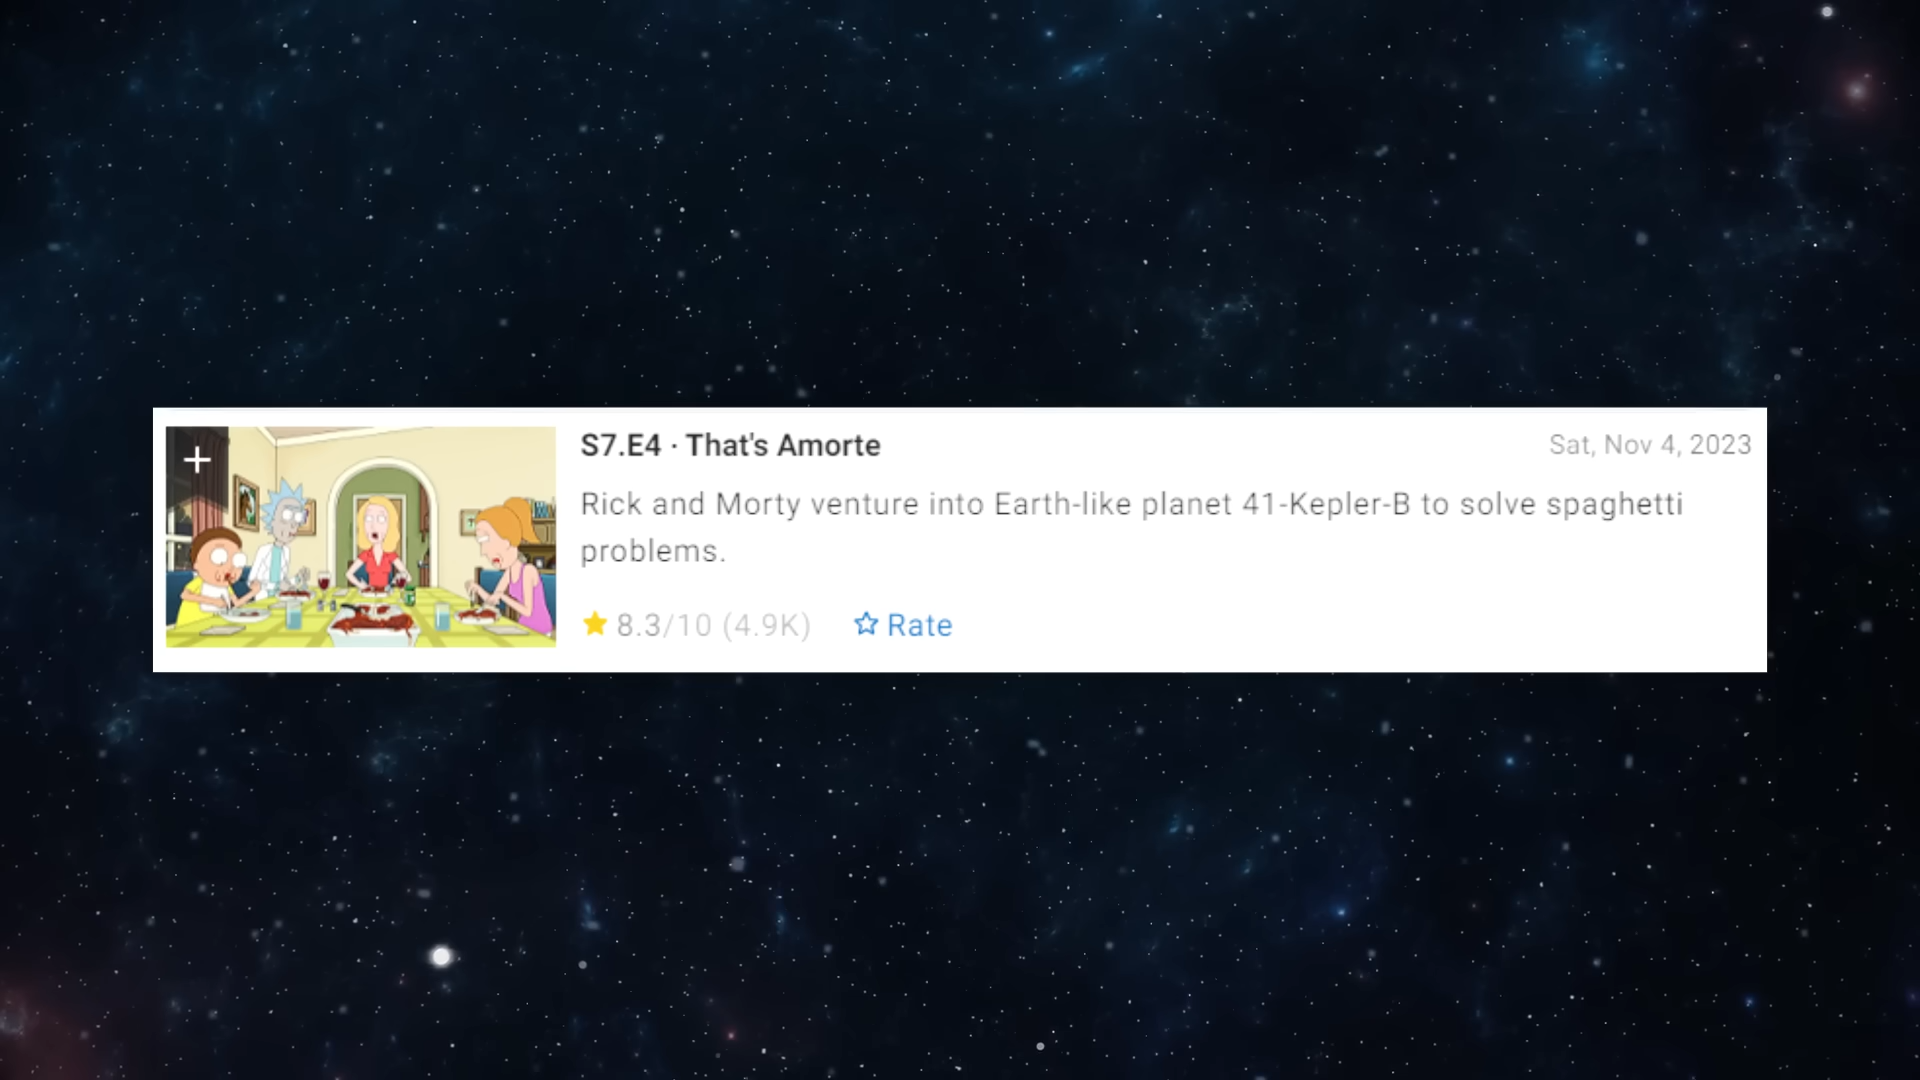 S7.E4 · That's Amorte
Sat, Nov 4, 2023
Rick and Morty venture into Earth-like planet 41-Kepler-B to solve spaghetti
problems.
8.3/10 (4.9K)
Rate